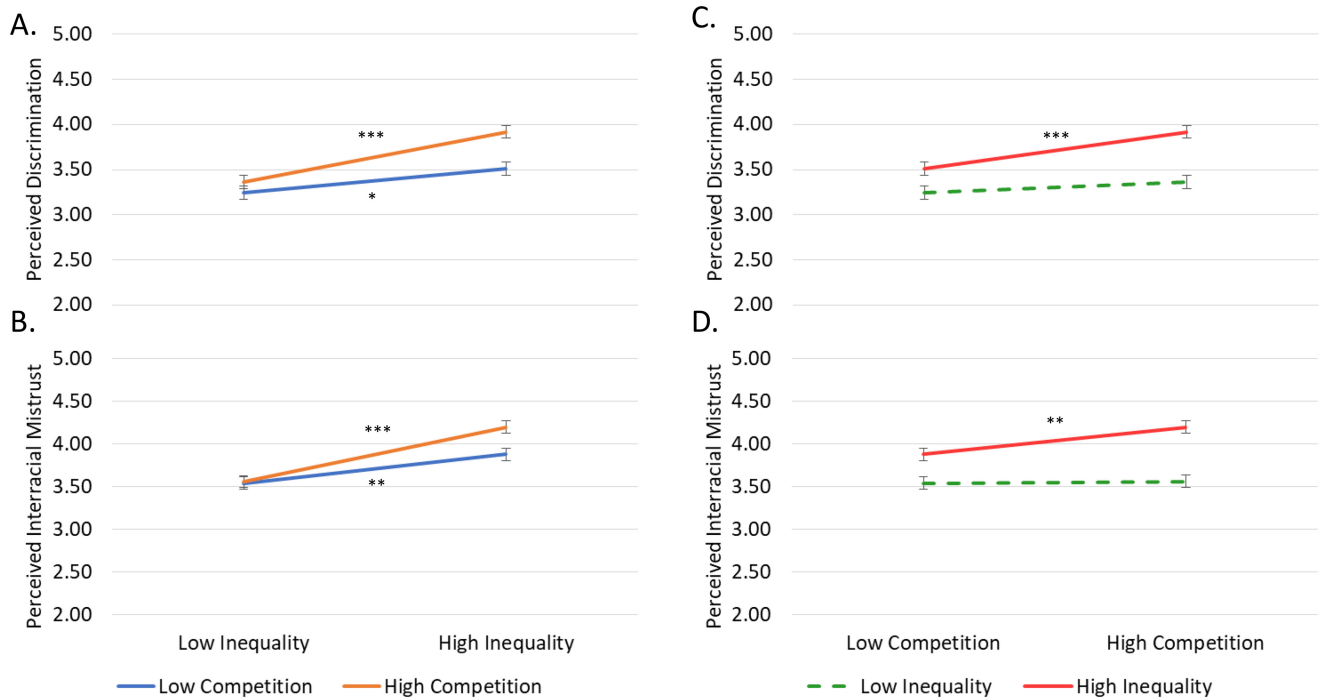 A.
Perceived Discrimination
5.00
4.50
4.00
3.50
3.00
2.50
2.00
***
*
B.
Perceived Interracial Mistrust
5.00
4.50
4.00
3.50
3.00
2.50
2.00
***
**
Low Inequality High Inequality
Low Competition High Competition
C.
Perceived Discrimination
5.00
4.50
4.00
3.50
3.00
2.50
2.00
***
D.
Perceived Interracial Mistrust
5.00
4.50
4.00
3.50
3.00
2.50
2.00
**
Low Competition High Competition
Low Inequality High Inequality